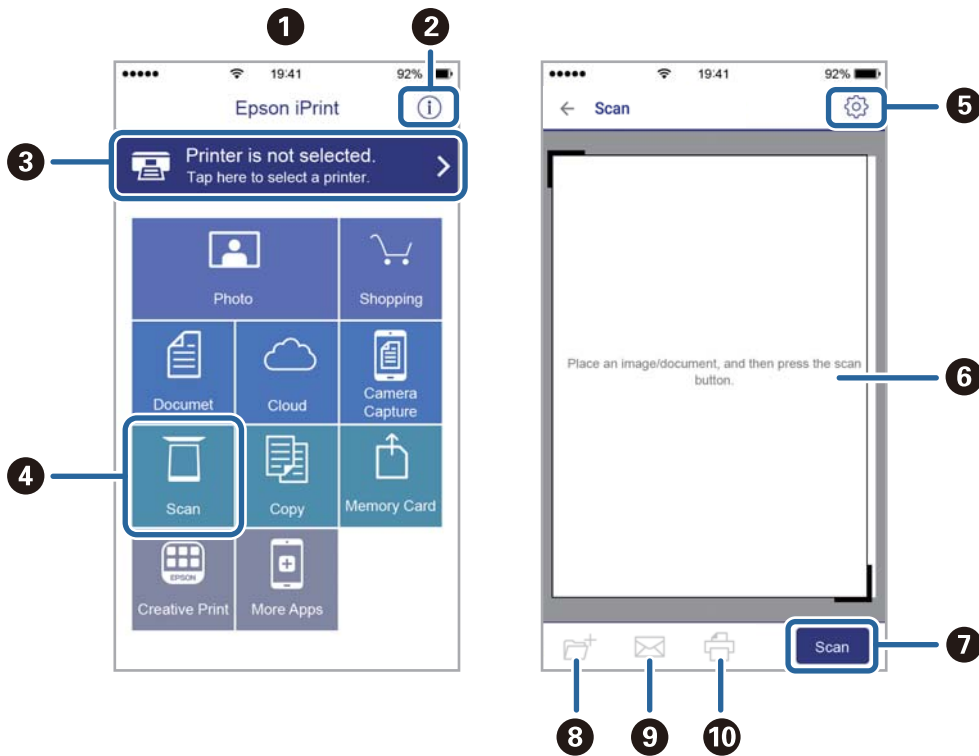 1
2
19:41
92%
Epson iPrint
3
Printer is not selected.
Tap here to select a printer.
Photo
Shopping
Documet
Cloud
Camera
Capture
4
Scan
Copy
Memory Card
EPSON
Creative Print
More Apps
19:41
92%
Scan
5
Place an image/document, and then press the scan
button.
6
Scan
7
8
9
10